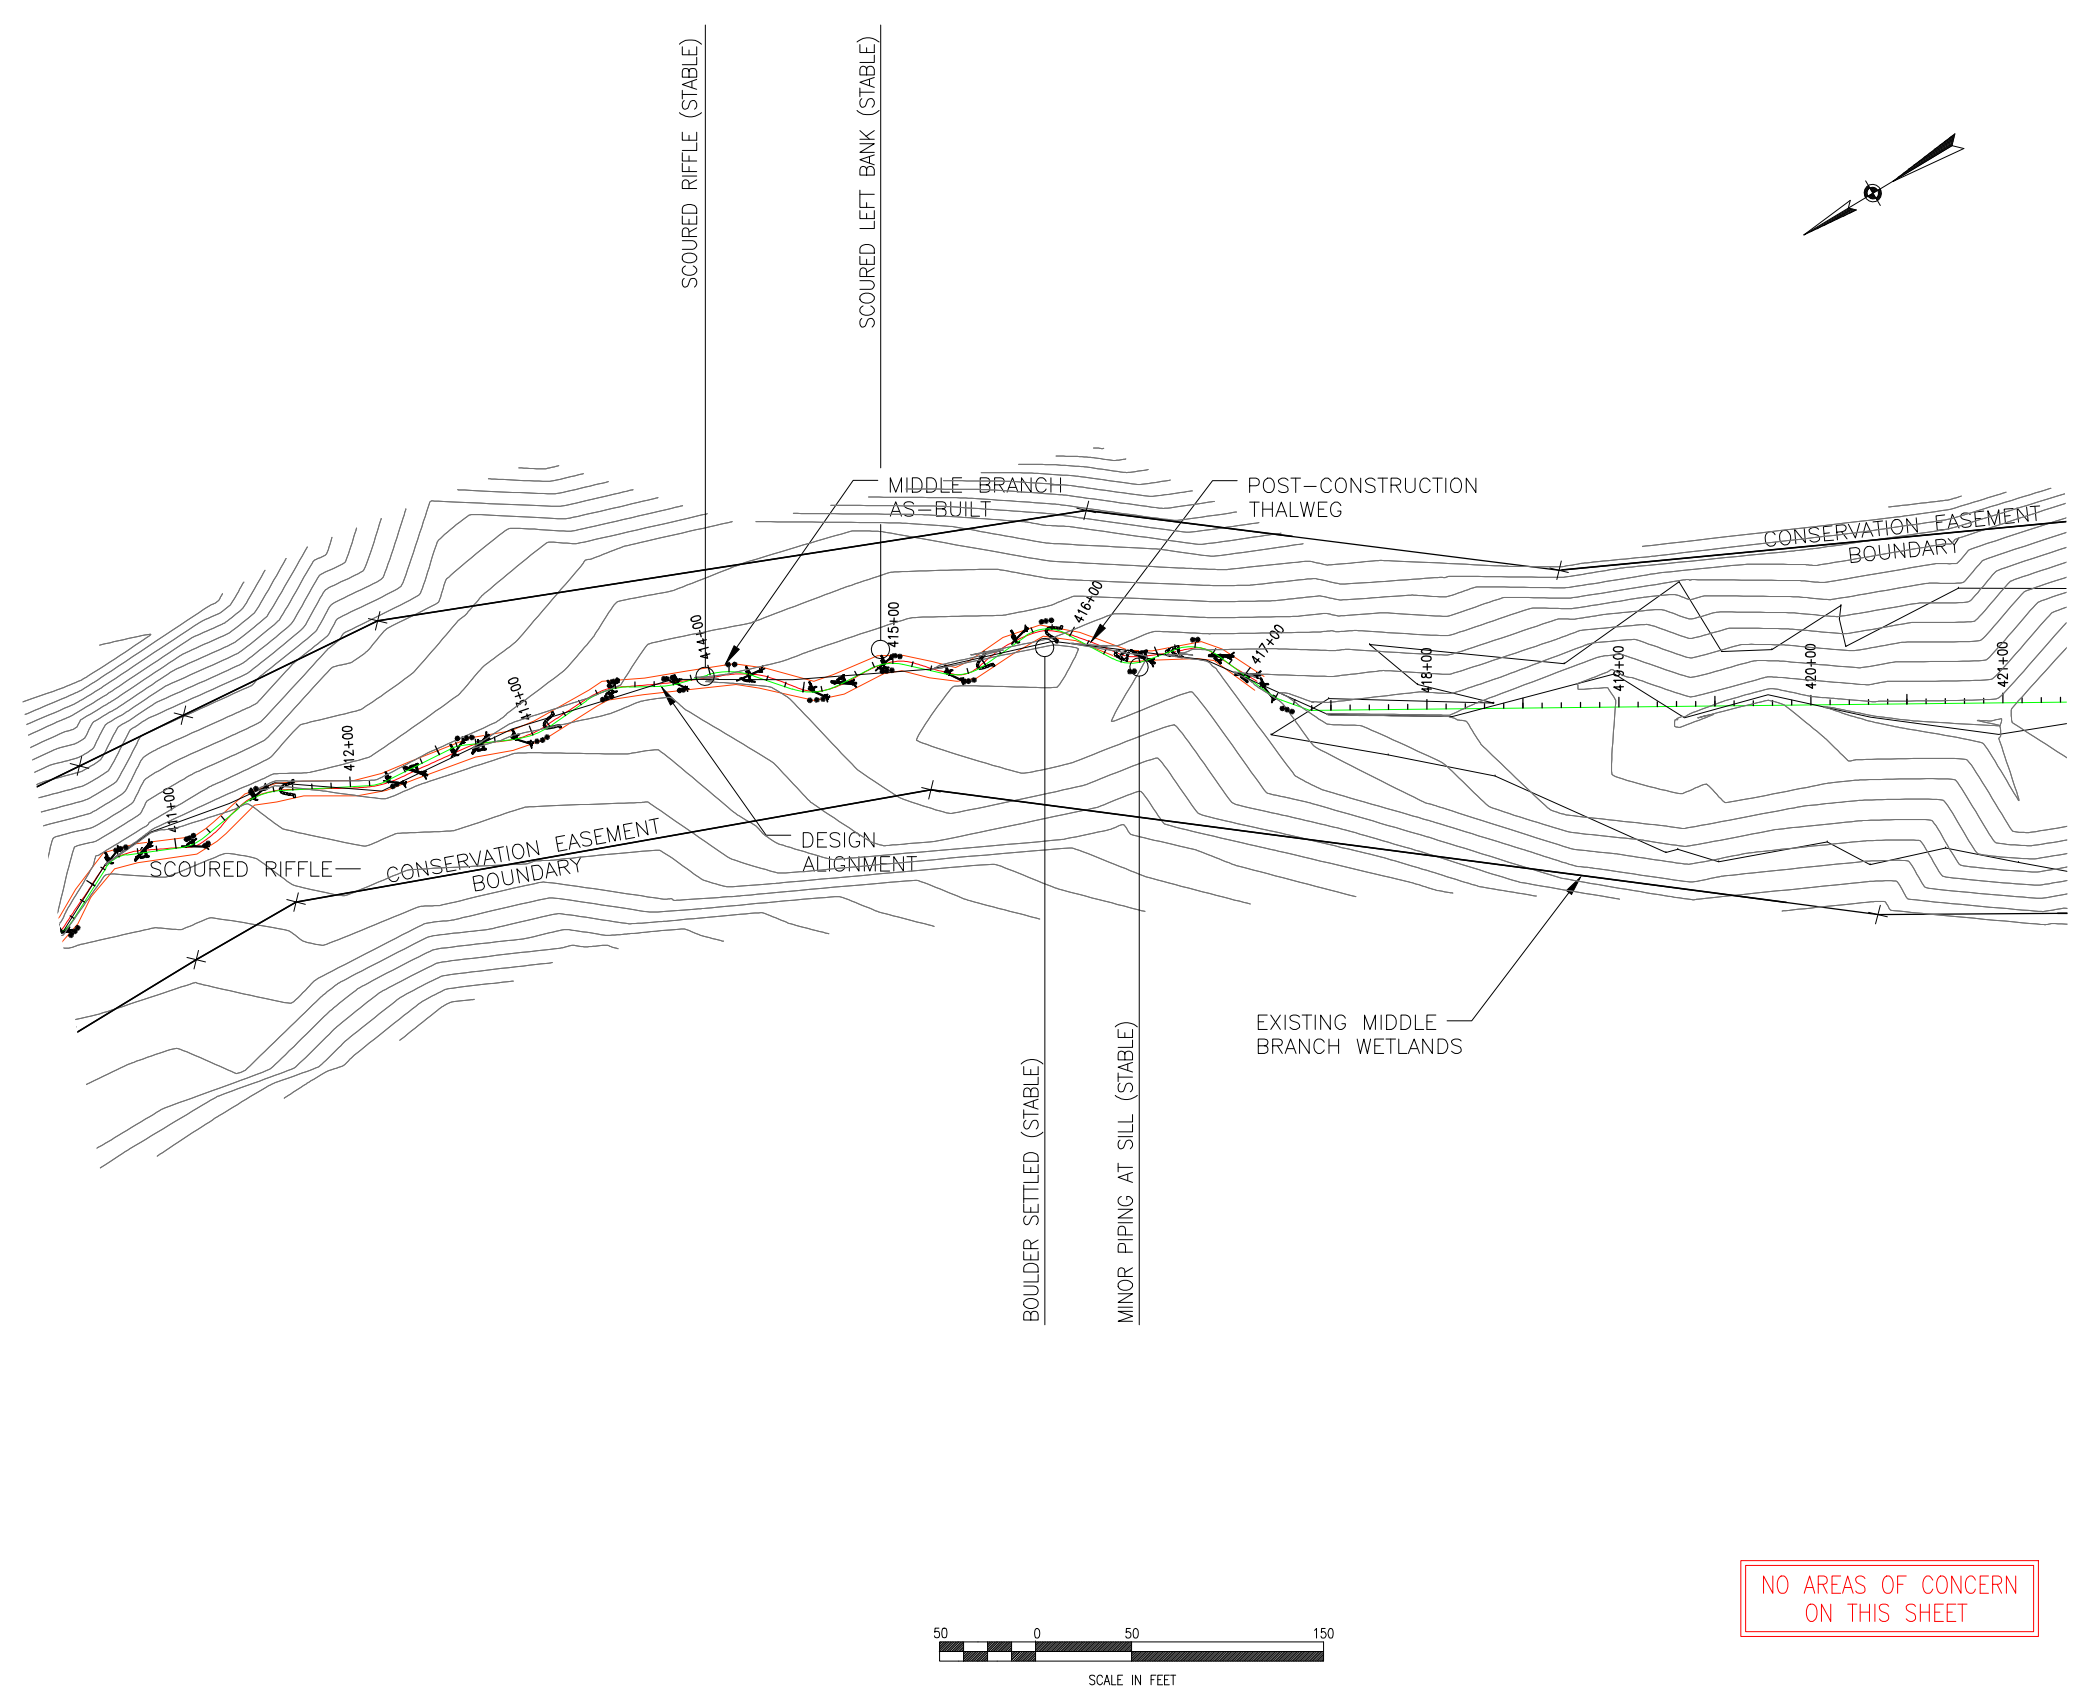 SCOURED RIFFLE (STABLE)
SCOURED LEFT BANK (STABLE)
MIDDLE BRANCH
AS-BUILT
POST-CONSTRUCTION
THALWEG
CONSERVATION EASEMENT
BOUNDARY
411+00
412+00
413+00
414+00
415+00
416+00
417+00
418+00
419+00
420+00
421+00
SCOURED RIFFLE
CONSERVATION EASEMENT
BOUNDARY
DESIGN
ALIGNMENT
EXISTING MIDDLE
BRANCH WETLANDS
BOULDER SETTLED (STABLE)
MINOR PIPING AT SILL (STABLE)
NO AREAS OF CONCERN
ON THIS SHEET
50 0 50 150
SCALE IN FEET